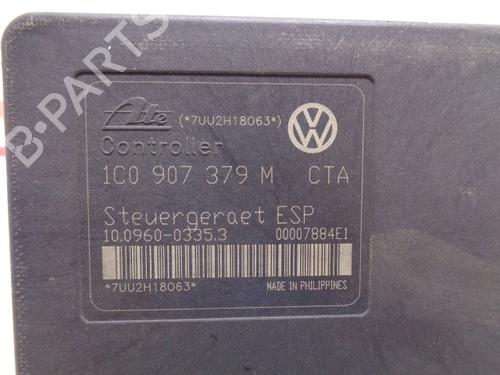 B-PARTS
Ate (*7UU2H18063*)
Controller
1C0 907 379 M CTA
Steuergeraet ESP
10.0960-0335.3 00007884E1
*7UU2H18063* MADE IN PHILIPPINES
B-PARTS